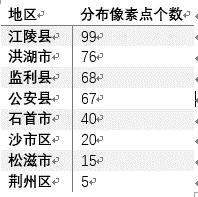 地区 分布像素点个数
江陵县 99
洪湖市 76
监利县 68
公安县 67
石首市 40
沙市区 20
松滋市 15
荆州区 5